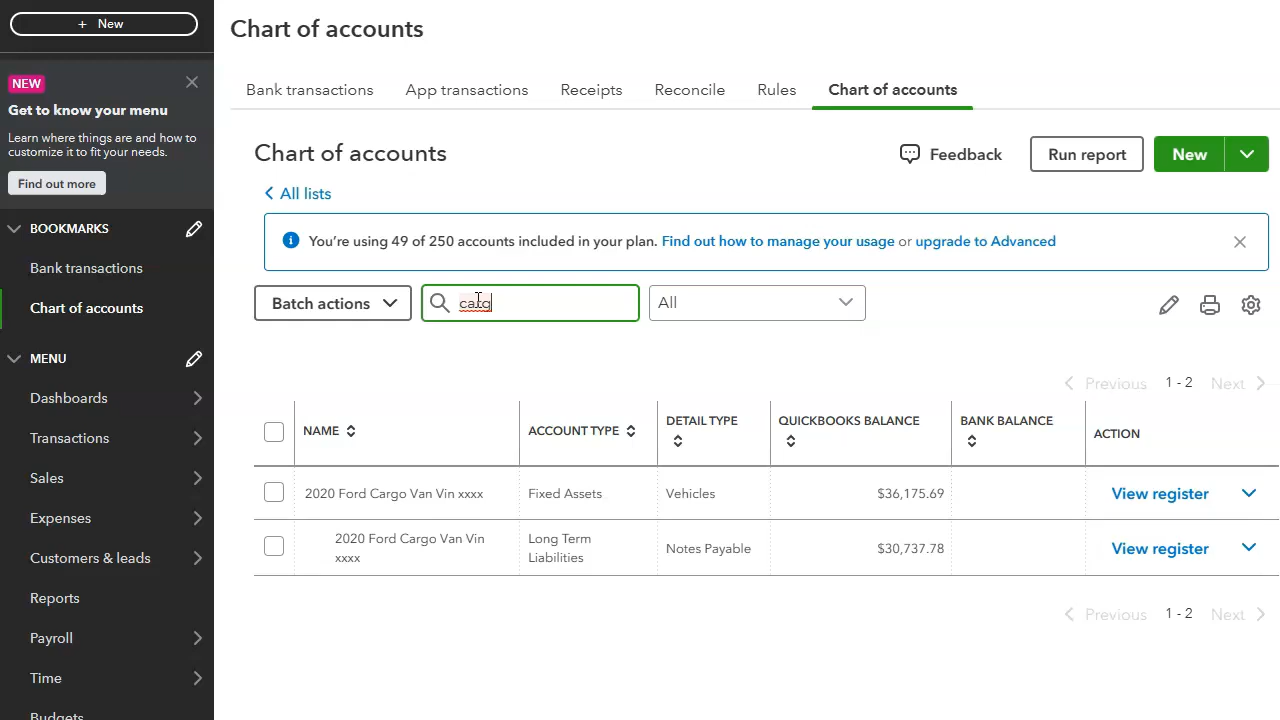 + New
NEW
Get to know your menu
Learn where things are and how to
customize it to fit your needs.
Find out more
BOOKMARKS
Bank transactions
Chart of accounts
MENU
Dashboards
Transactions
Sales
Expenses
Customers & leads
Reports
Payroll
Time
Budgets
Chart of accounts
Bank transactions App transactions Receipts Reconcile Rules Chart of accounts
Chart of accounts Feedback Run report New
All lists
You’re using 49 of 250 accounts included in your plan. Find out how to manage your usage or upgrade to Advanced
Batch actions carg All
Previous 1 - 2 Next
NAME ACCOUNT TYPE DETAIL TYPE QUICKBOOKS BALANCE BANK BALANCE ACTION
2020 Ford Cargo Van Vin xxxx Fixed Assets Vehicles $36,175.69 View register
2020 Ford Cargo Van Vin
xxxx
Long Term
Liabilities
Notes Payable $30,737.78 View register
Previous 1 - 2 Next